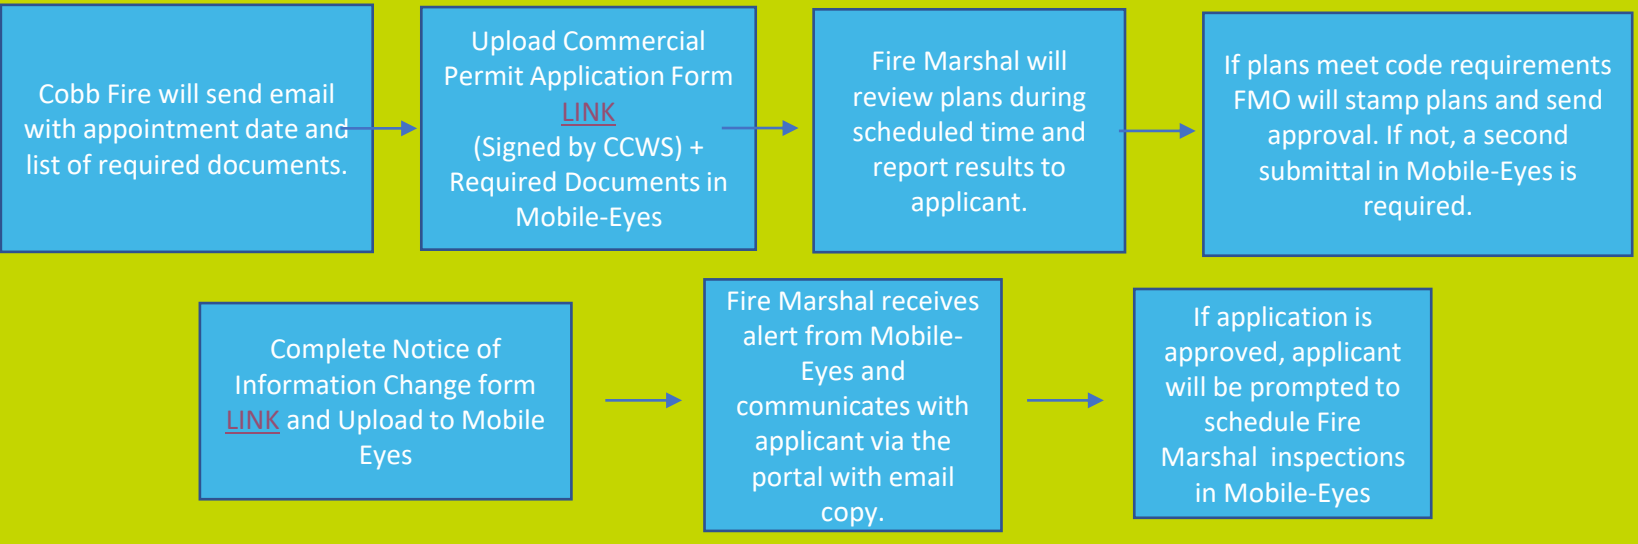 Cobb Fire will send email
with appointment date and
list of required documents.
Upload Commercial
Permit Application Form
LINK
(Signed by CCWS) +
Required Documents in
Mobile-Eyes
Fire Marshal will
review plans during
scheduled time and
report results to
applicant.
If plans meet code requirements
FMO will stamp plans and send
approval. If not, a second
submittal in Mobile-Eyes is
required.
Complete Notice of
Information Change form
LINK and Upload to Mobile
Eyes
Fire Marshal receives
alert from Mobile-
Eyes and
communicates with
applicant via the
portal with email
copy.
If application is
approved, applicant
will be prompted to
schedule Fire
Marshal  inspections
in Mobile-Eyes